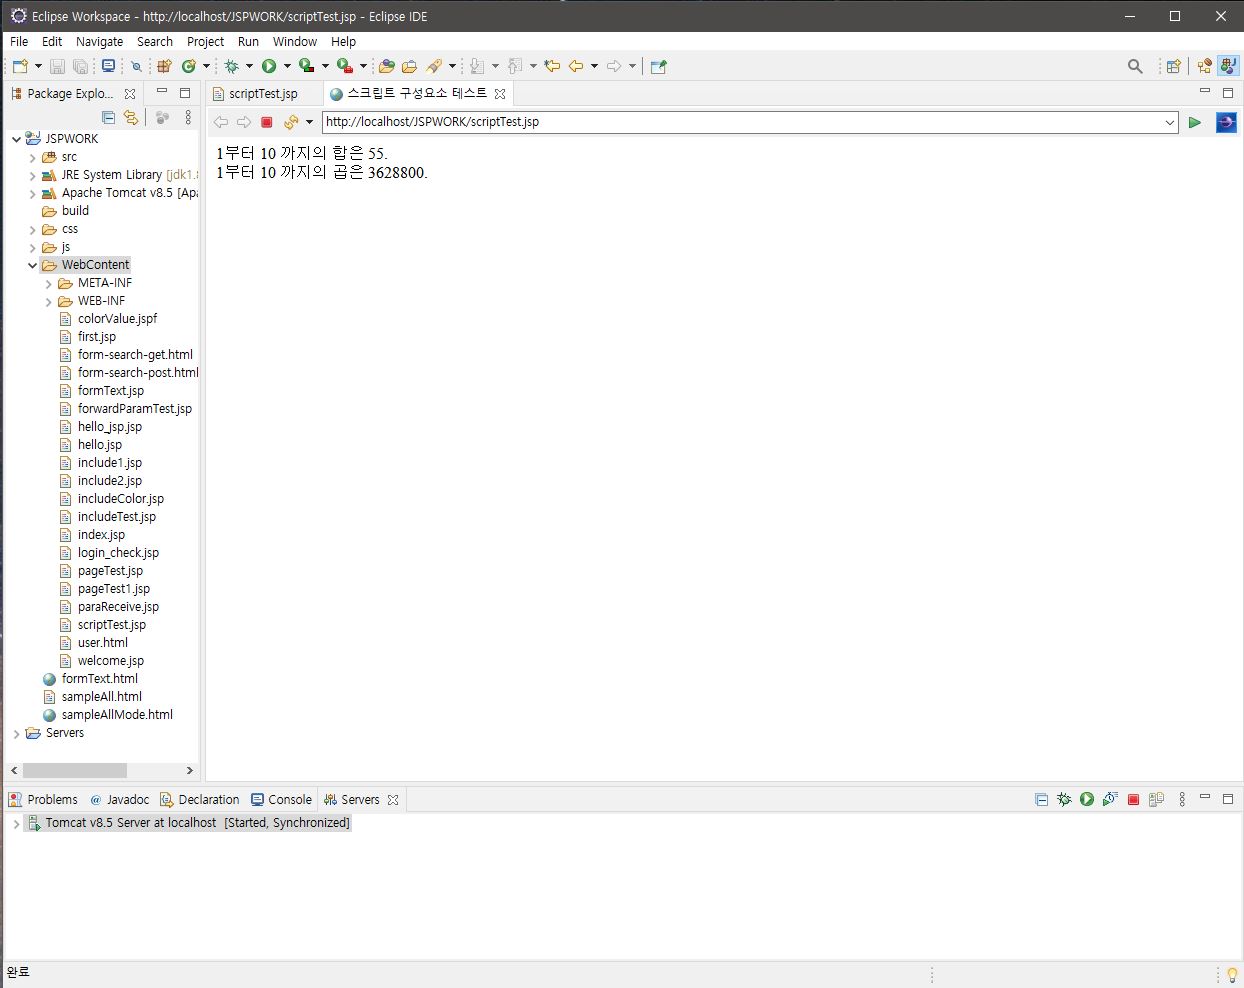 Eclipse Workspace - http://localhost/JSPWORK/scriptTest.jsp - Eclipse IDE
File Edit Navigate Search Project Run Window Help
Package Explo...
scriptTest.jsp
스크립트 구성요소 테스트
http://localhost/JSPWORK/scriptTest.jsp
1부터 10 까지의 합은 55.
1부터 10 까지의 곱은 3628800.
JSPWORK
src
JRE System Library [jdk1.8
Apache Tomcat v8.5 [Apa
build
css
js
WebContent
META-INF
WEB-INF
colorValue.jspf
first.jsp
form-search-get.html
form-search-post.html
formText.jsp
forwardParamTest.jsp
hello_jsp.jsp
hello.jsp
include1.jsp
include2.jsp
includeColor.jsp
includeTest.jsp
index.jsp
login_check.jsp
pageTest.jsp
pageTest1.jsp
paraReceive.jsp
scriptTest.jsp
user.html
welcome.jsp
formText.html
sampleAll.html
sampleAllMode.html
Servers
Problems @ Javadoc Declaration Console Servers
Tomcat v8.5 Server at localhost [Started, Synchronized]
완료